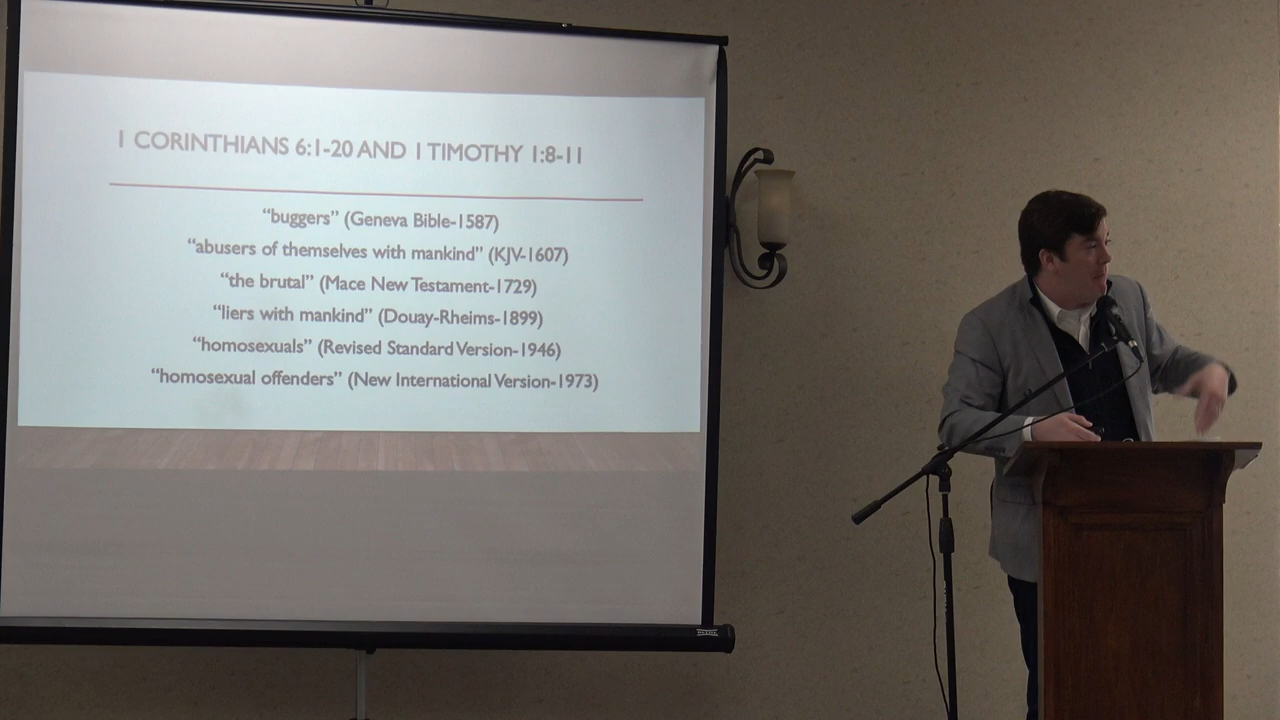 1 CORINTHIANS 6:1-20 AND 1 TIMOTHY 1:8-11
“buggers” (Geneva Bible-1587)
“abusers of themselves with mankind” (KJV-1607)
“the brutal” (Mace New Testament-1729)
“liers with mankind” (Douay-Rheims-1899)
“homosexuals” (Revised Standard Version-1946)
“homosexual offenders” (New International Version-1973)